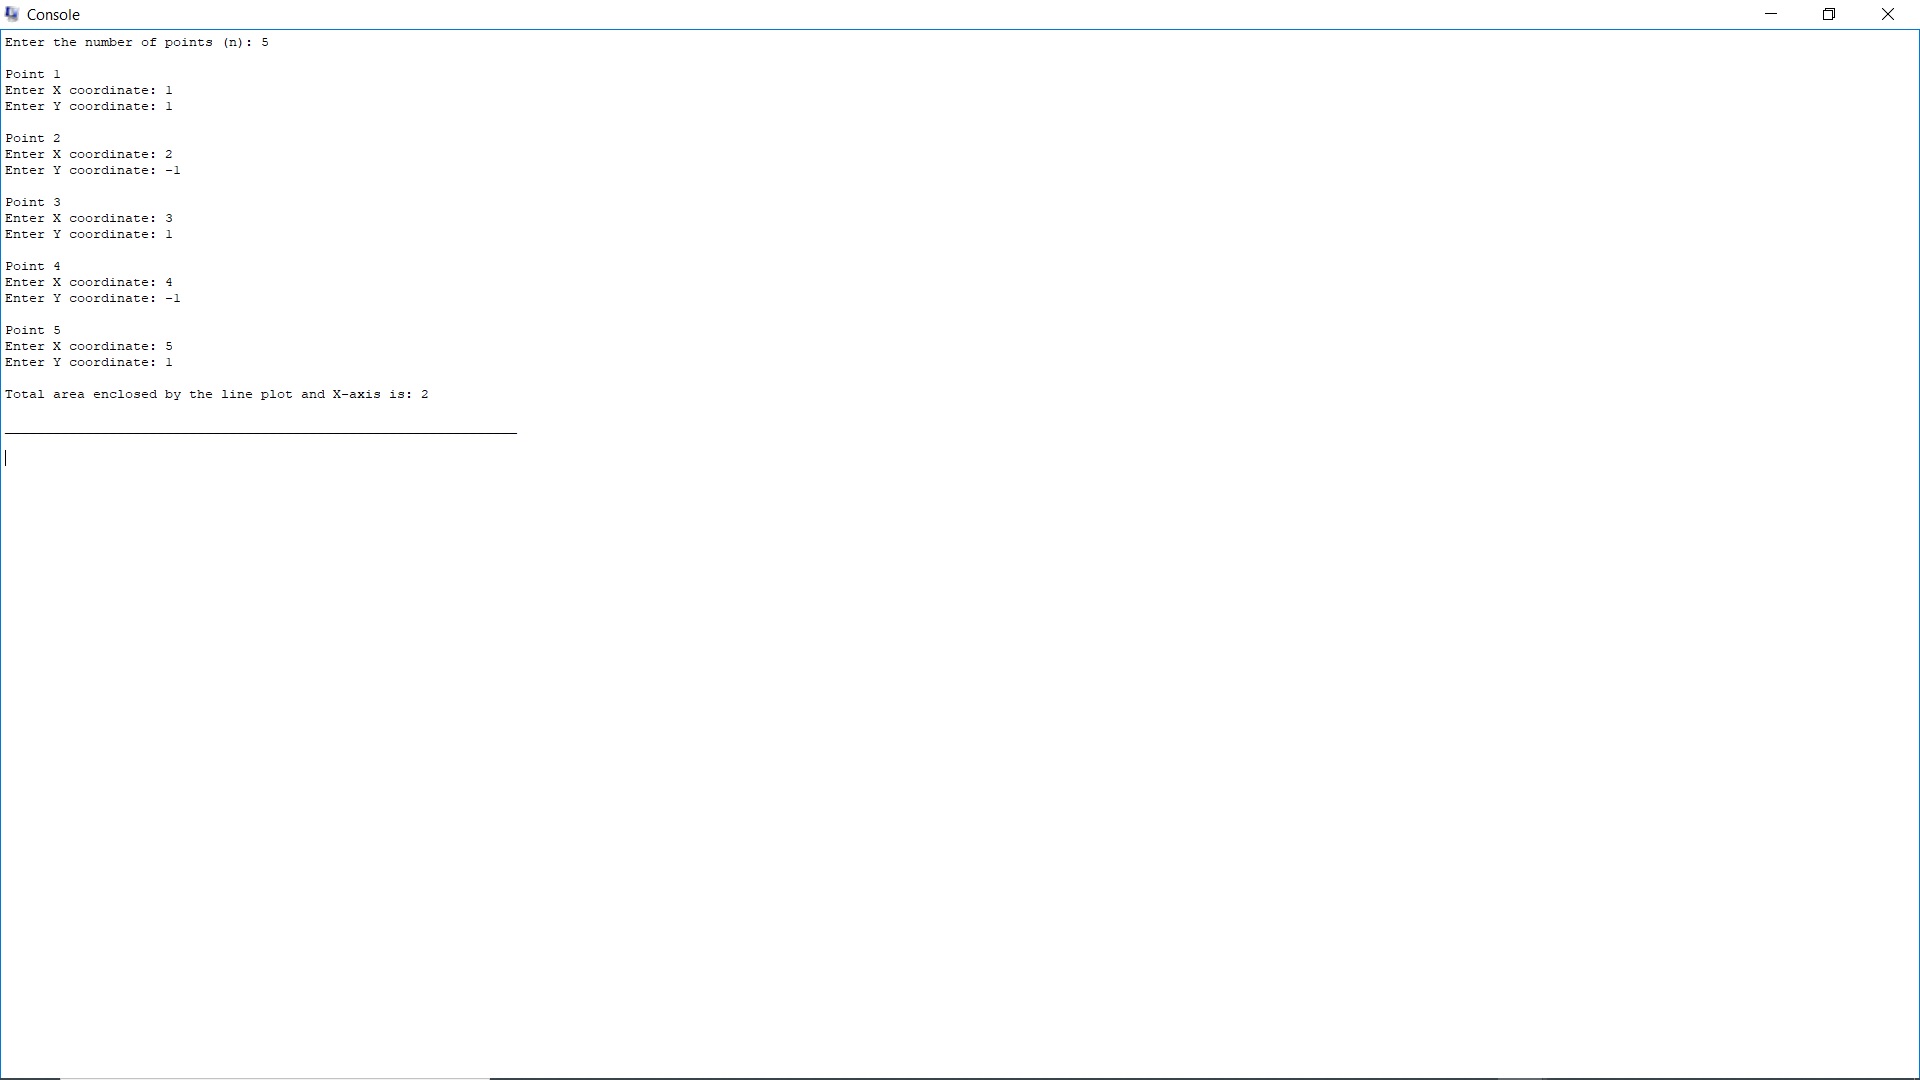 Console
Enter the number of points (n): 5
Point 1
Enter X coordinate: 1
Enter Y coordinate: 1
Point 2
Enter X coordinate: 2
Enter Y coordinate: -1
Point 3
Enter X coordinate: 3
Enter Y coordinate: 1
Point 4
Enter X coordinate: 4
Enter Y coordinate: -1
Point 5
Enter X coordinate: 5
Enter Y coordinate: 1
Total area enclosed by the line plot and X-axis is: 2